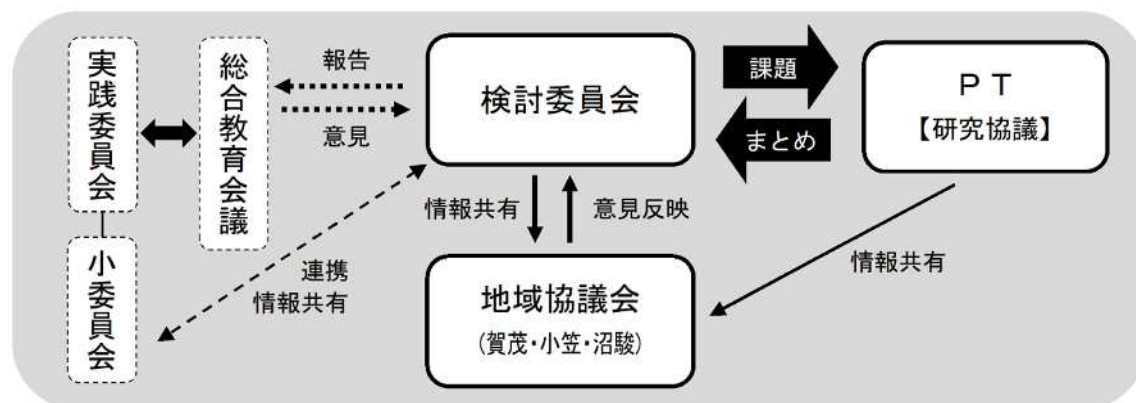 実践委員会
総合教育会議
報告
意見
検討委員会
課題
まとめ
ＰＴ
【研究協議】
情報共有
意見反映
小委員会
連携
情報共有
地域協議会
(賀茂・小笠・沼駿)
情報共有